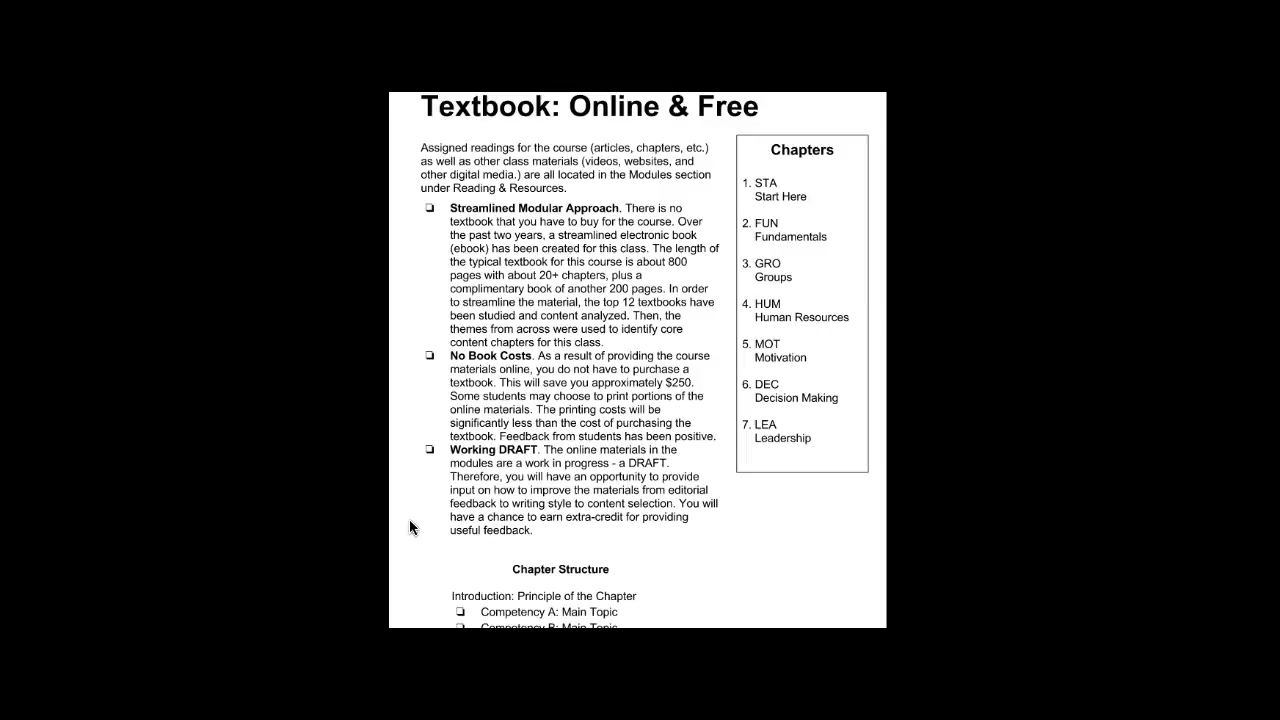 Textbook: Online & Free
Assigned readings for the course (articles, chapters, etc.)
as well as other class materials (videos, websites, and
other digital media.) are all located in the Modules section
under Reading & Resources.
❏ Streamlined Modular Approach. There is no
textbook that you have to buy for the course. Over
the past two years, a streamlined electronic book
(ebook) has been created for this class. The length of
the typical textbook for this course is about 800
pages with about 20+ chapters, plus a
complimentary book of another 200 pages. In order
to streamline the material, the top 12 textbooks have
been studied and content analyzed. Then, the
themes from across were used to identify core
content chapters for this class.
❏ No Book Costs. As a result of providing the course
materials online, you do not have to purchase a
textbook. This will save you approximately $250.
Some students may choose to print portions of the
online materials. The printing costs will be
significantly less than the cost of purchasing the
textbook. Feedback from students has been positive.
❏ Working DRAFT. The online materials in the
modules are a work in progress - a DRAFT.
Therefore, you will have an opportunity to provide
input on how to improve the materials from editorial
feedback to writing style to content selection. You will
have a chance to earn extra-credit for providing
useful feedback.
Chapter Structure
Introduction: Principle of the Chapter
❏ Competency A: Main Topic
❏ Competency B: Main Topic
Chapters
1. STA
Start Here
2. FUN
Fundamentals
3. GRO
Groups
4. HUM
Human Resources
5. MOT
Motivation
6. DEC
Decision Making
7. LEA
Leadership